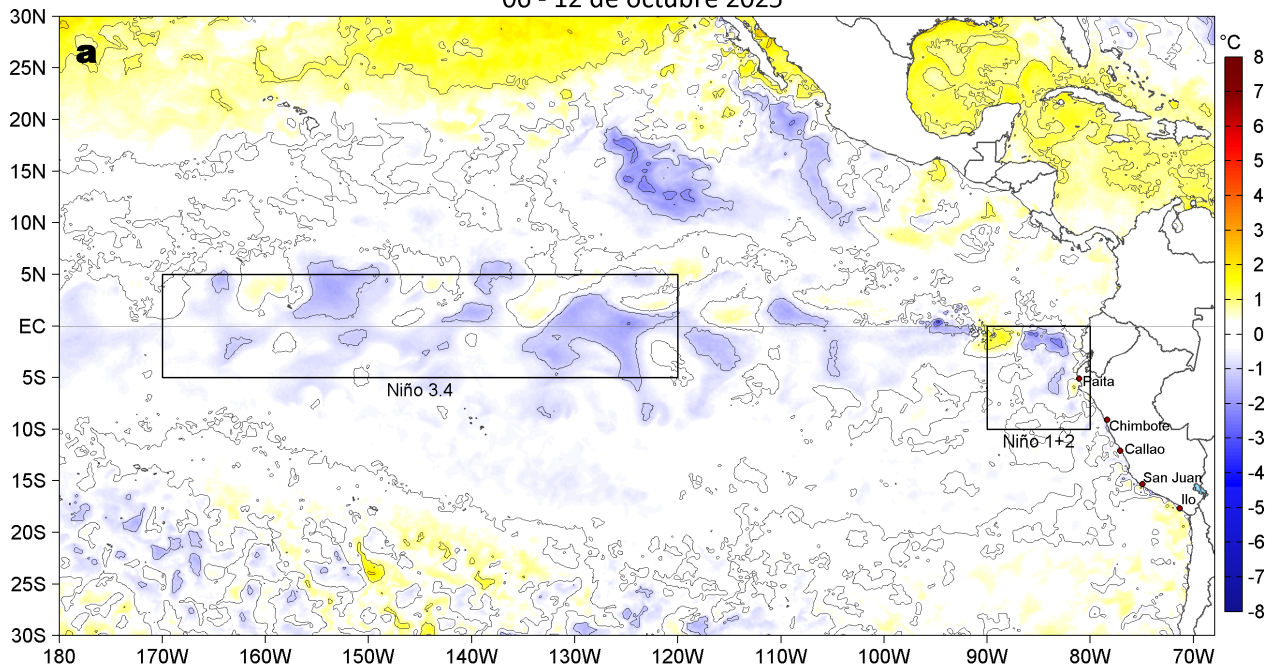 06 - 12 de octubre 2025
a
°C
30N
25N
20N
15N
10N
5N
EC
5S
10S
15S
20S
25S
30S
180
170W
160W
150W
140W
130W
120W
110W
100W
90W
80W
70W
Niño 3.4
Niño 1+2
Paita
Chimbote
Callao
San Juan
Ilo
8
7
6
5
4
3
2
1
0
-1
-2
-3
-4
-5
-6
-7
-8